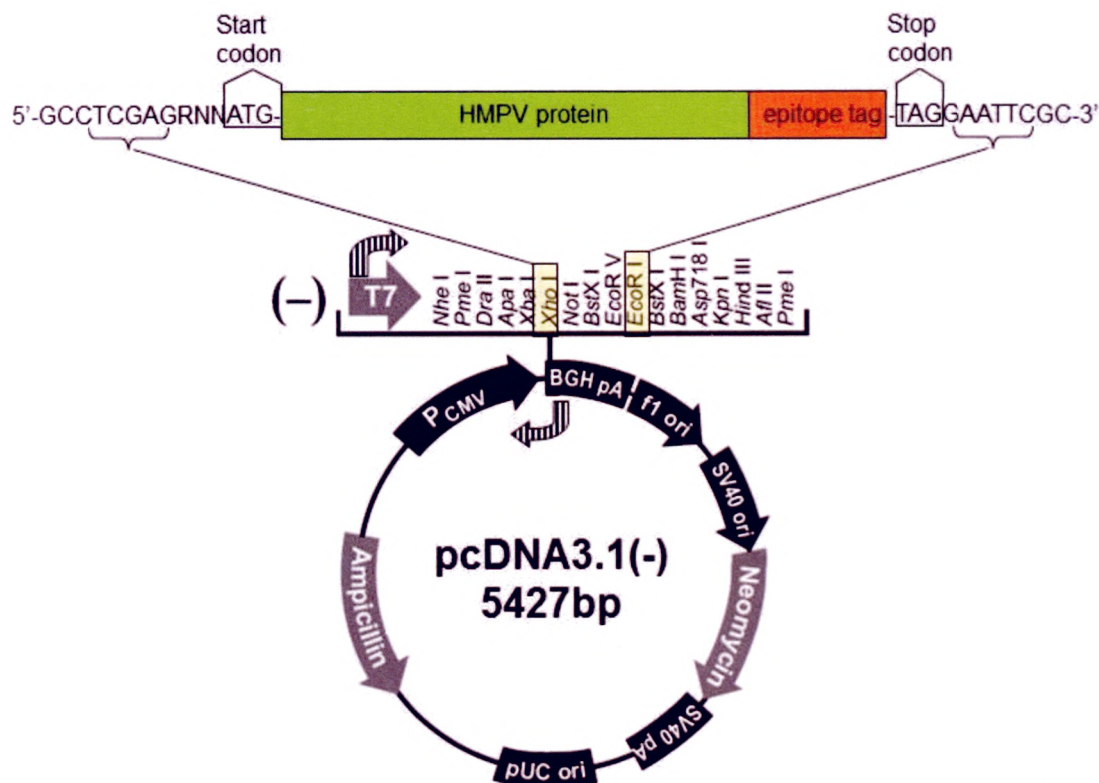 Start
codon
Stop
codon
5'-GCCTCGAGRNNATG-
HMPV protein
epitope tag
-TAGGAATTCGC-3'
(–)
T7
Nhe I
Pme I
Dra II
Apa I
Xba I
Xho I
Not I
BstX I
EcoR V
EcoR I
BstX I
BamH I
Asp718 I
Kpn I
Hind III
Afl II
Pme I
PCMV
BGH pA
f1 ori
SV40 ori
Neomycin
SV40 pA
pUC ori
Ampicillin
pcDNA3.1(-)
5427bp